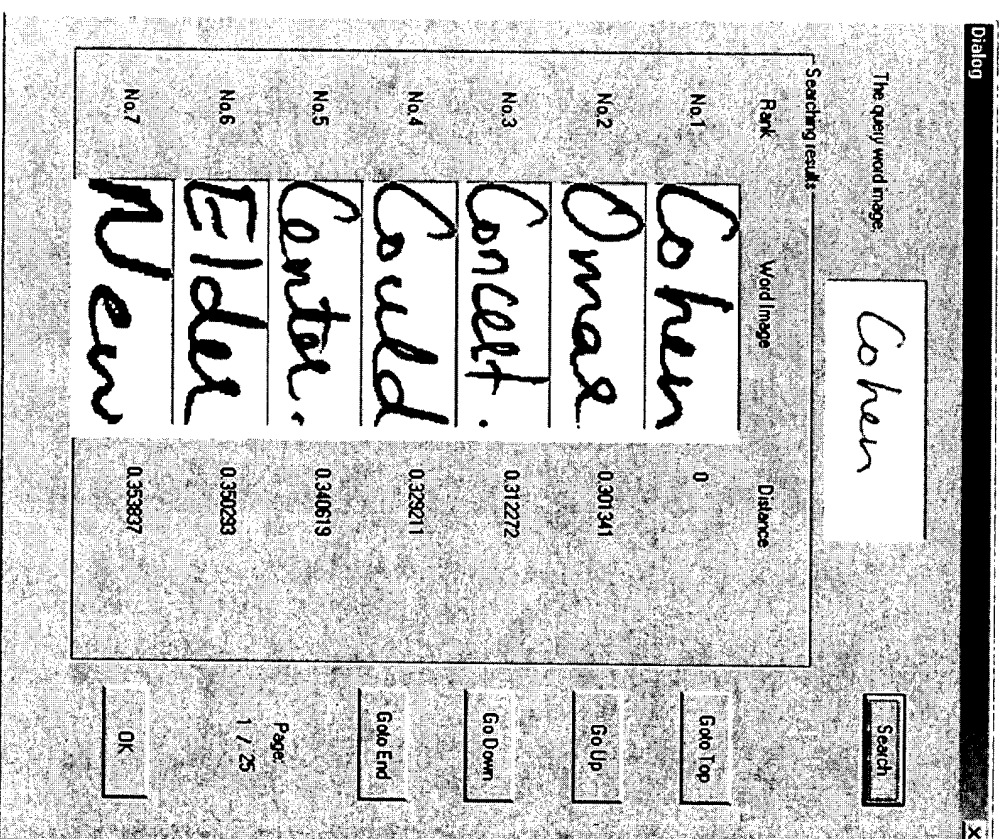 Dialog X
The query word image: Cohen Search
Searching results
Rank Word Image Distance
No.1 Cohen 0 Goto Top
No.2 Omar 0.301341 Go Up
No.3 Concert. 0.312272 Go Down
No.4 Could 0.329211 Goto End
No.5 Center. 0.340619 Page:
No.6 Elder 0.350293 1 / 25
No.7 New 0.353837 OK